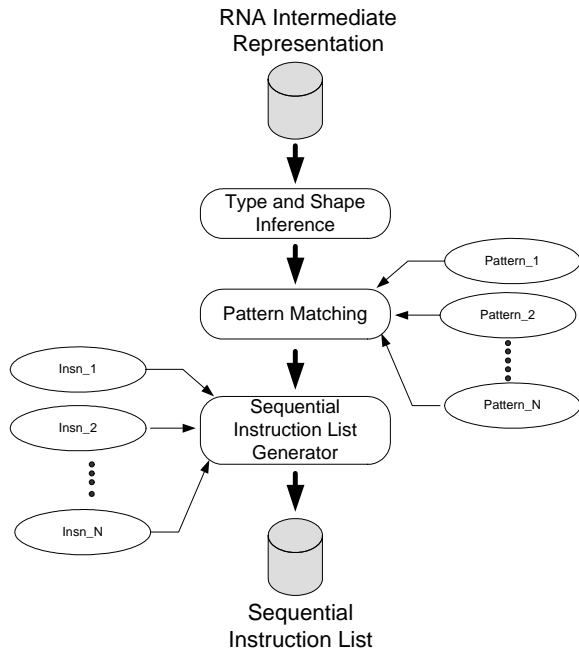 RNA Intermediate
Representation
Type and Shape
Inference
Pattern_1
Pattern Matching
Pattern_2
Insn_1
Pattern_N
Sequential
Instruction List
Generator
Insn_2
Insn_N
Sequential
Instruction List